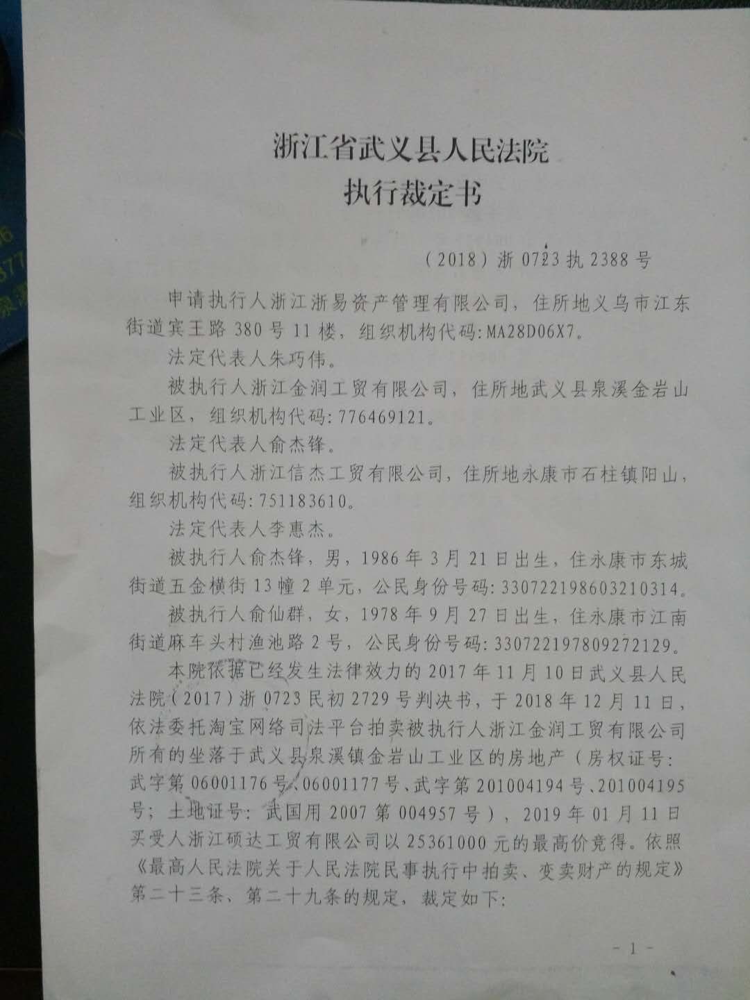 浙江省武义县人民法院
执行裁定书
（2018）浙 0723 执 2388 号
申请执行人浙江浙易资产管理有限公司，住所地义乌市江东
街道宾王路 380 号 11 楼，组织机构代码：MA28D06X7。
法定代表人朱巧伟。
被执行人浙江金润工贸有限公司，住所地武义县泉溪金岩山
工业区，组织机构代码：776469121。
法定代表人俞杰锋。
被执行人浙江信杰工贸有限公司，住所地永康市石柱镇阳山，
组织机构代码：751183610。
法定代表人李惠杰。
被执行人俞杰锋，男，1986 年 3 月 21 日出生，住永康市东城
街道五金横街 13 幢 2 单元，公民身份号码：330722198603210314。
被执行人俞仙群，女，1978 年 9 月 27 日出生，住永康市江南
街道麻车头村渔池路 2 号，公民身份号码：330722197809272129。
本院依据已经发生法律效力的 2017 年 11 月 10 日武义县人民
法院（2017）浙 0723 民初 2729 号判决书，于 2018 年 12 月 11 日，
依法委托淘宝网络司法平台拍卖被执行人浙江金润工贸有限公司
所有的坐落于武义县泉溪镇金岩山工业区的房地产（房权证号：
武字第 06001176 号、06001177 号、武字第 201004194 号、201004195
号；土地证号：武国用 2007 第 004957 号），2019 年 01 月 11 日
买受人浙江硕达工贸有限公司以 25361000 元的最高价竞得。依照
《最高人民法院关于人民法院民事执行中拍卖、变卖财产的规定》
第二十三条、第二十九条的规定，裁定如下：
- 1 -